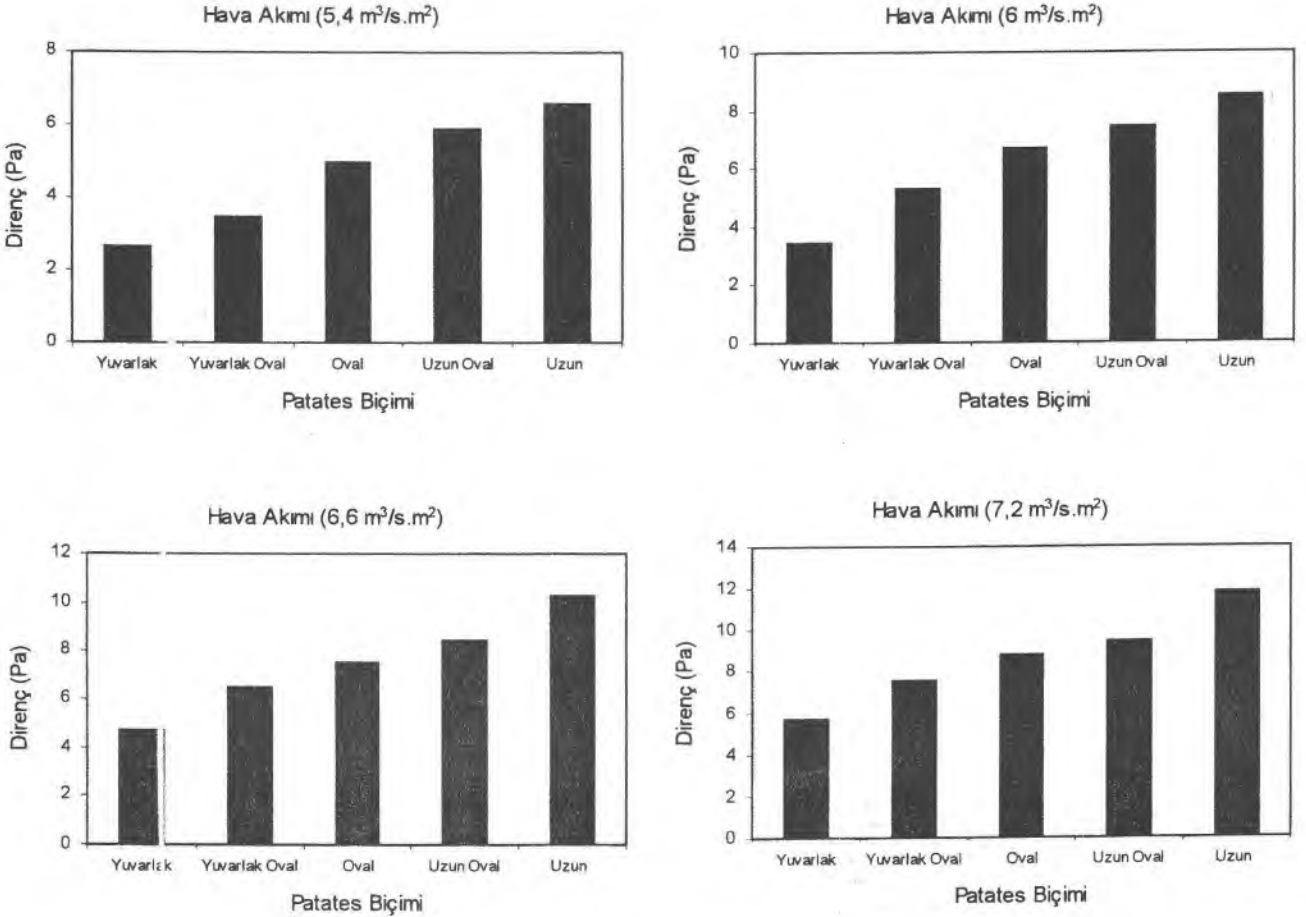 Hava Akımı (5,4 m³/s.m²)
8
6
4
2
0
Direnç (Pa)
Yuvarlak Yuvarlak Oval Oval Uzun Oval Uzun
Patates Biçimi
Hava Akımı (6 m³/s.m²)
10
8
6
4
2
0
Direnç (Pa)
Yuvarlak Yuvarlak Oval Oval Uzun Oval Uzun
Patates Biçimi
Hava Akımı (6,6 m³/s.m²)
12
10
8
6
4
2
0
Direnç (Pa)
Yuvarlak Yuvarlak Oval Oval Uzun Oval Uzun
Patates Biçimi
Hava Akımı (7,2 m³/s.m²)
14
12
10
8
6
4
2
0
Direnç (Pa)
Yuvarlak Yuvarlak Oval Oval Uzun Oval Uzun
Patates Biçimi